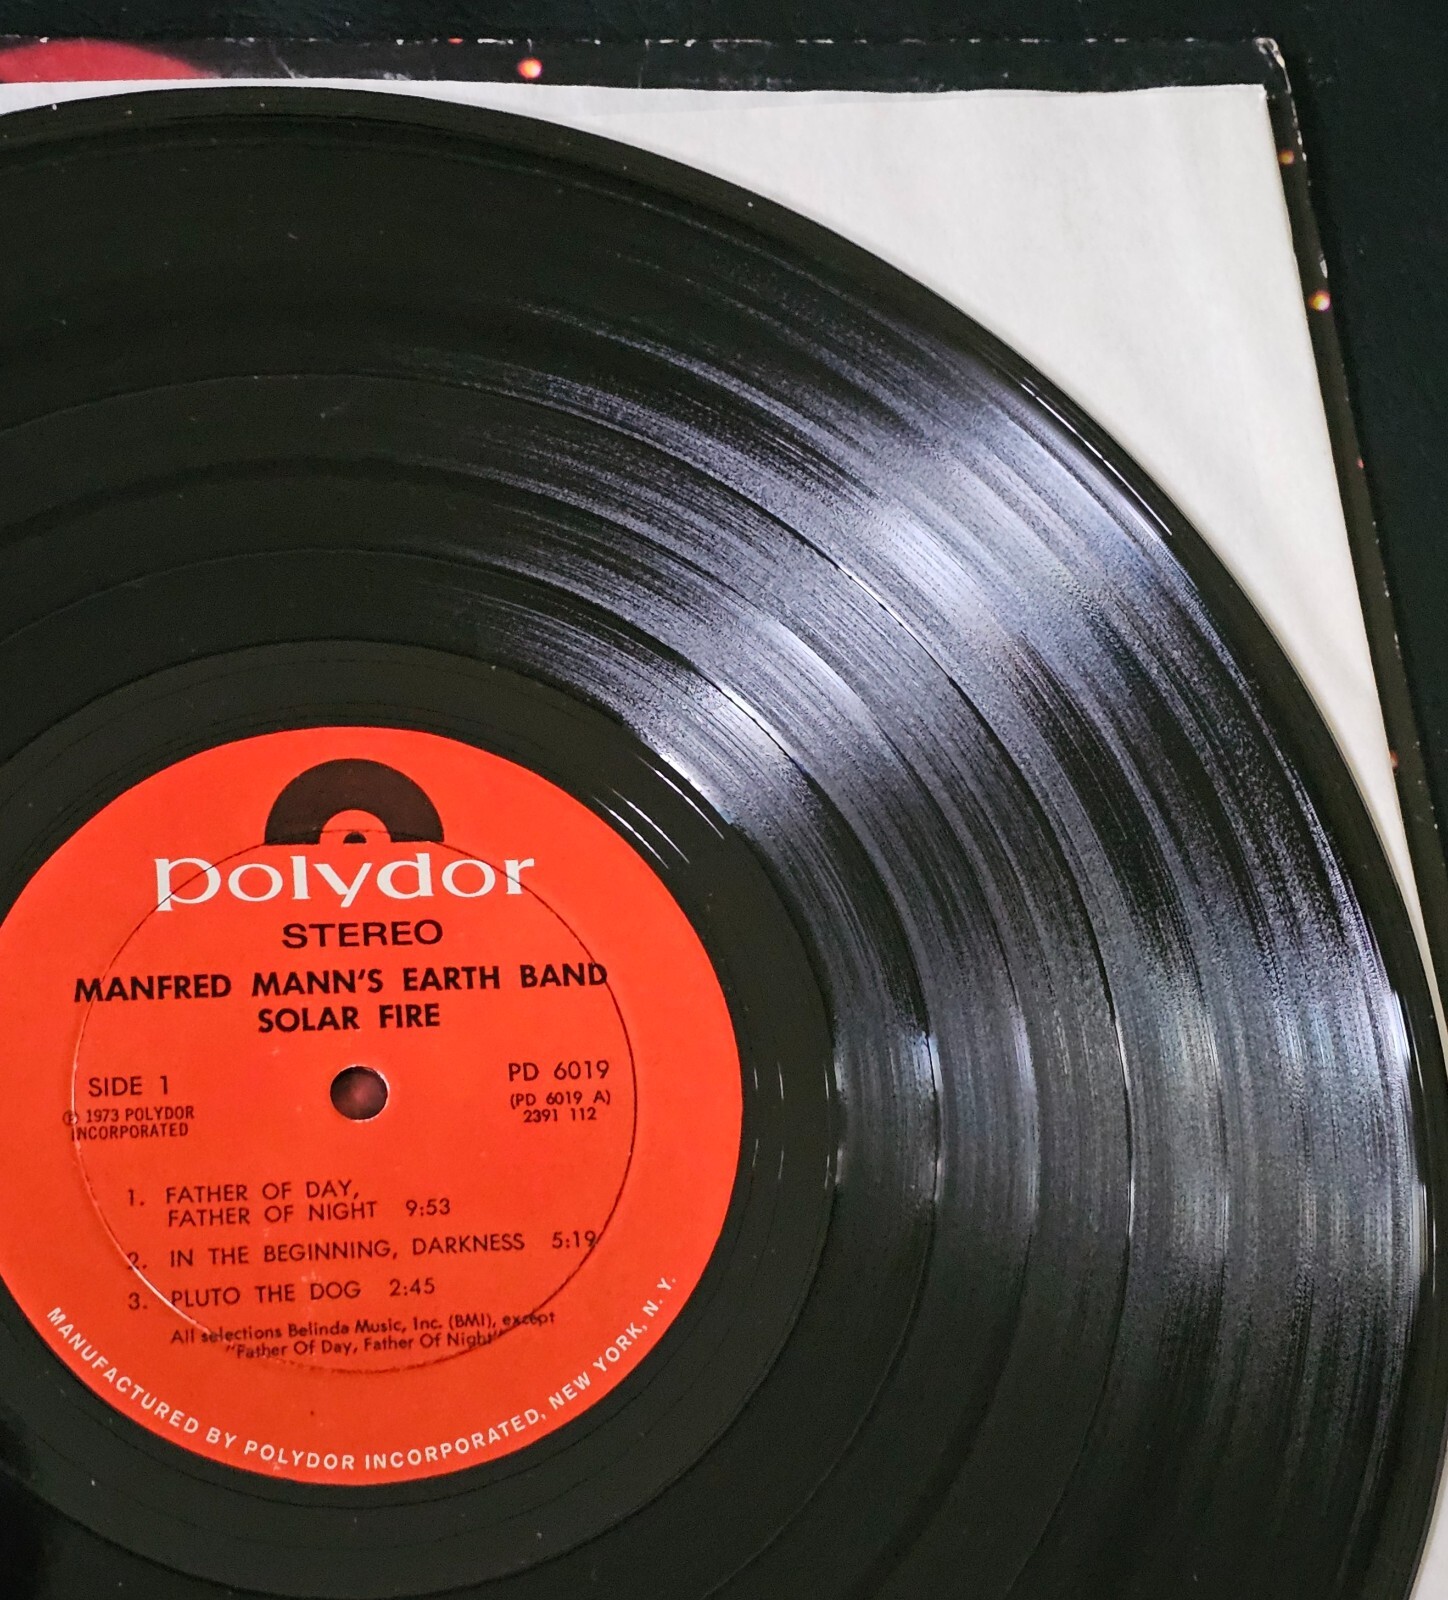 polydor
STEREO
MANFRED MANN'S EARTH BAND
SOLAR FIRE
SIDE 1
PD 6019
℗ 1973 POLYDOR
INCORPORATED
(PD 6019 A)
2391 112
1. FATHER OF DAY,
FATHER OF NIGHT 9:53
2. IN THE BEGINNING, DARKNESS 5:19
3. PLUTO THE DOG 2:45
All selections Belinda Music, Inc. (BMI), except
"Father Of Day, Father Of Night"
MANUFACTURED BY POLYDOR INCORPORATED, NEW YORK, N.Y.